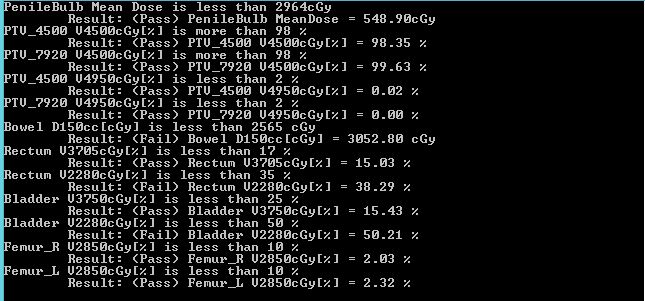 PenileBulb Mean Dose is less than 2964cGy
Result: (Pass) PenileBulb MeanDose = 548.90cGy
PTV_4500 V4500cGy[%] is more than 98 %
Result: (Pass) PTV_4500 V4500cGy[%] = 98.35 %
PTV_7920 V4500cGy[%] is more than 98 %
Result: (Pass) PTV_7920 V4500cGy[%] = 99.63 %
PTV_4500 V4950cGy[%] is less than 2 %
Result: (Pass) PTV_4500 V4950cGy[%] = 0.02 %
PTV_7920 V4950cGy[%] is less than 2 %
Result: (Pass) PTV_7920 V4950cGy[%] = 0.00 %
Bowel D150cc[cGy] is less than 2565 cGy
Result: (Fail) Bowel D150cc[cGy] = 3052.80 cGy
Rectum V3705cGy[%] is less than 17 %
Result: (Pass) Rectum V3705cGy[%] = 15.03 %
Rectum V2280cGy[%] is less than 35 %
Result: (Fail) Rectum V2280cGy[%] = 38.29 %
Bladder V3750cGy[%] is less than 25 %
Result: (Pass) Bladder V3750cGy[%] = 15.43 %
Bladder V2280cGy[%] is less than 50 %
Result: (Fail) Bladder V2280cGy[%] = 50.21 %
Femur_R V2850cGy[%] is less than 10 %
Result: (Pass) Femur_R V2850cGy[%] = 2.03 %
Femur_L V2850cGy[%] is less than 10 %
Result: (Pass) Femur_L V2850cGy[%] = 2.32 %